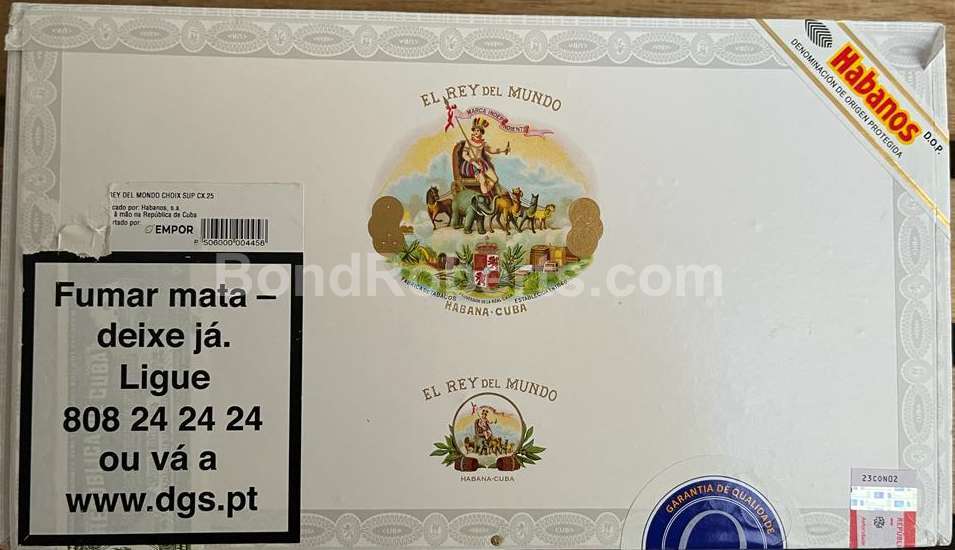 EL REY DEL MUNDO
MARCA INDEPENDIENTE
Habanos
D.O.P.
DENOMINACIÓN DE ORIGEN PROTEGIDA
REY DEL MONDO CHOIX SUP CX 25
cado por: Habanos, s.a.
à mão na República de Cuba
rtado por:
EMPOR
P 506000 004458
BondRoberts.com
HABANA-CUBA
Fumar mata –
deixe já.
Ligue
808 24 24 24
ou vá a
www.dgs.pt
EL REY DEL MUNDO
HABANA-CUBA
GARANTIA DE QUALIDADE
23CON02